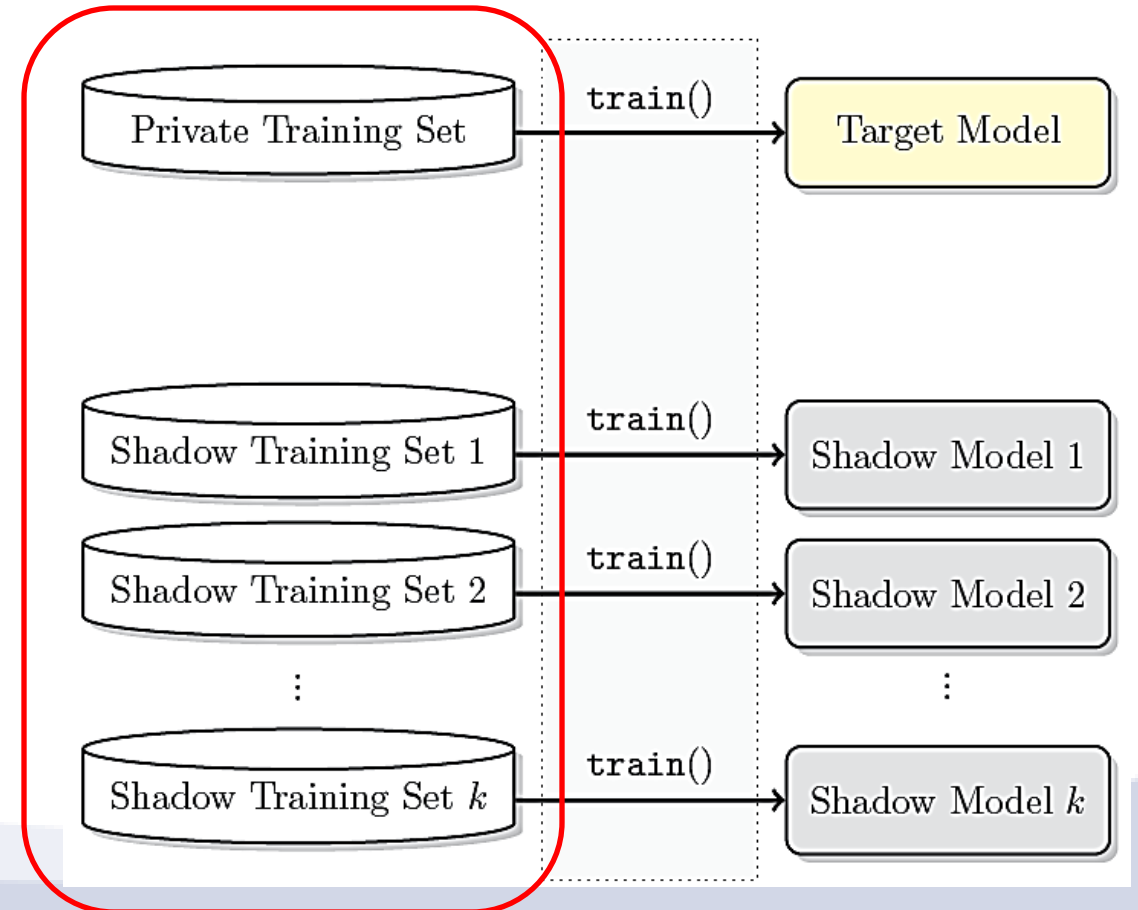 Private Training Set
train()
Target Model
Shadow Training Set 1
train()
Shadow Model 1
Shadow Training Set 2
train()
Shadow Model 2
⋮
⋮
Shadow Training Set k
train()
Shadow Model k